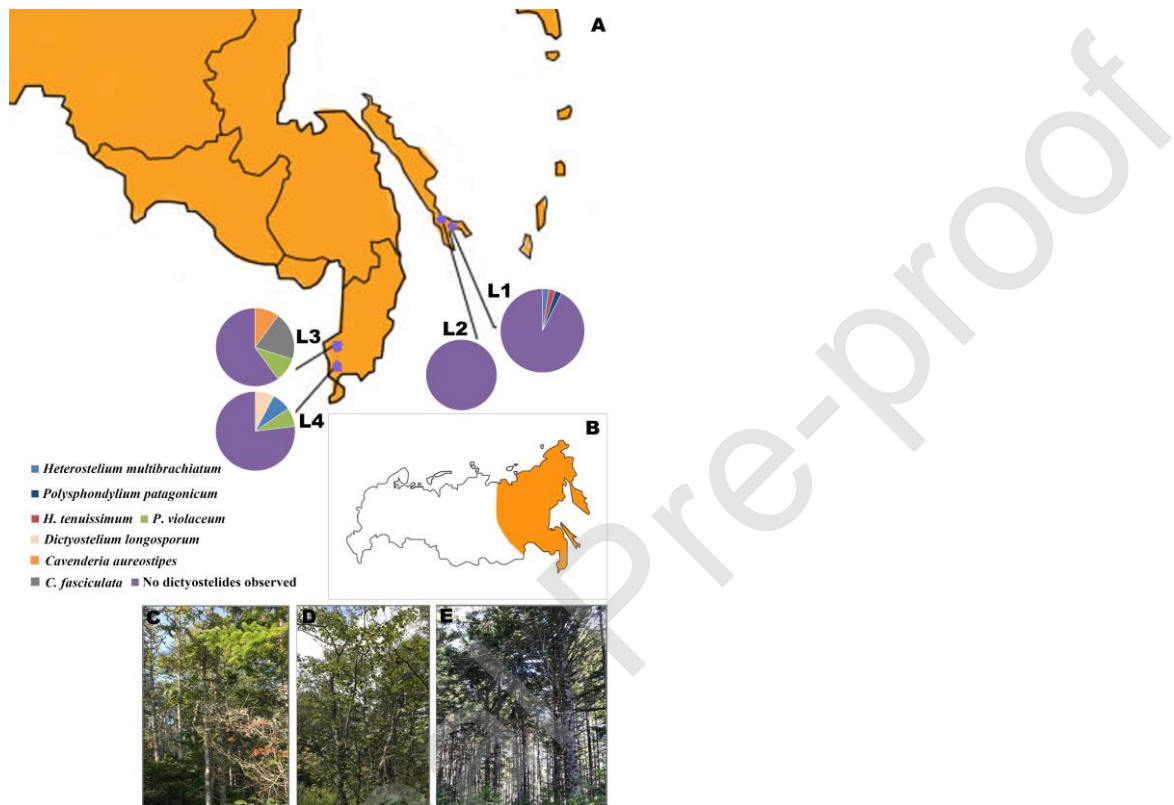 A
L1
L2
L3
L4
B
Heterostelium multibrachiatum
Polysphondylium patagonicum
H. tenuissimum P. violaceum
Dictyostelium longosporum
Cavenderia aureostipes
C. fasciculata No dictyostelides observed
C D E
Pre-proof